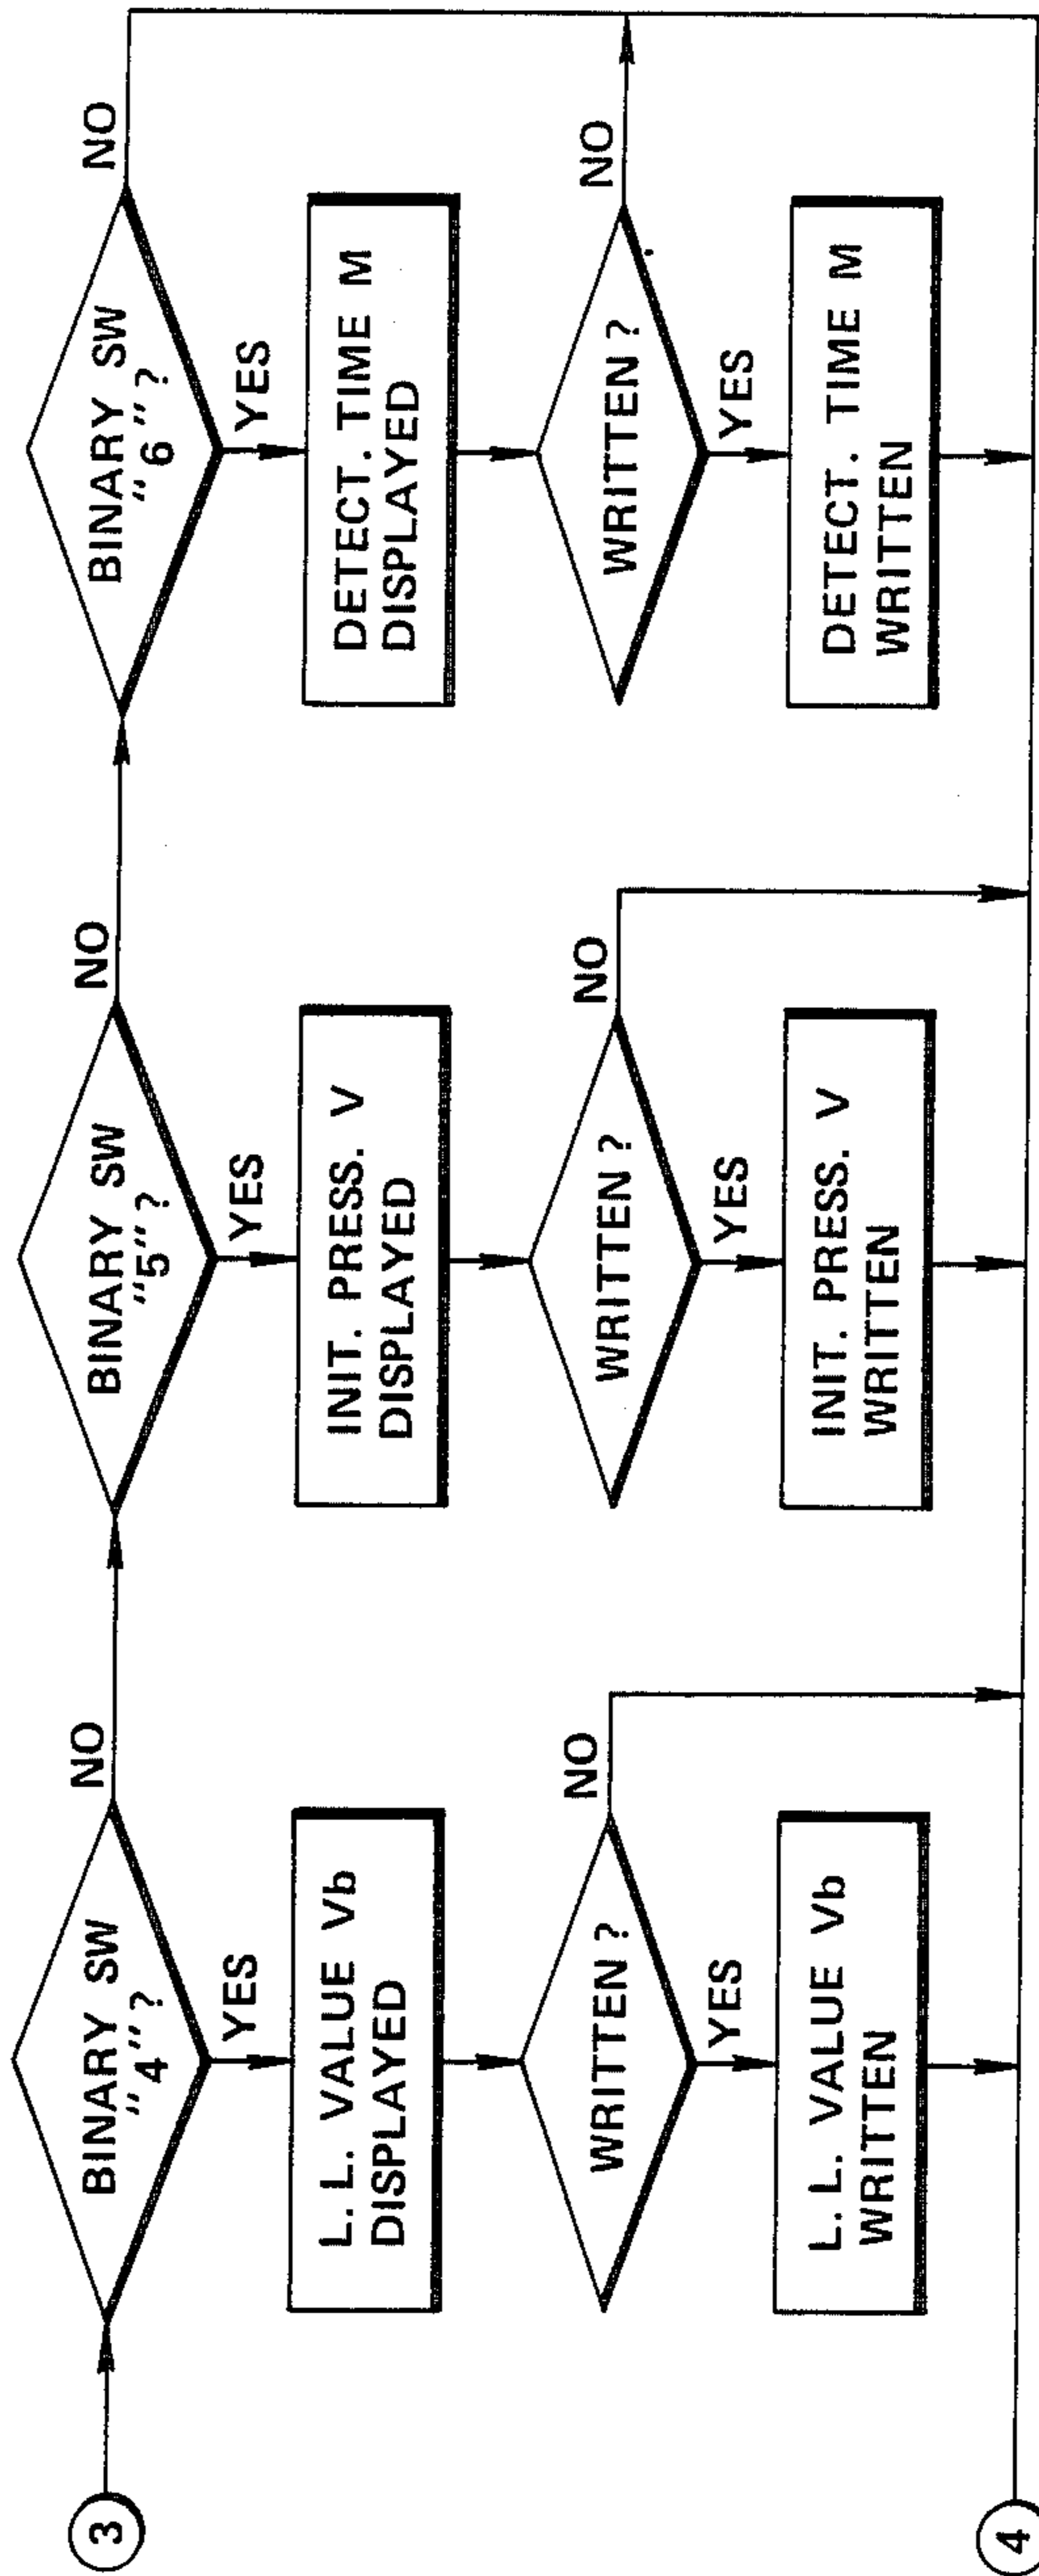 3
BINARY SW
"4"?
NO
YES
L. L. VALUE Vb
DISPLAYED
WRITTEN?
NO
YES
L. L. VALUE Vb
WRITTEN
BINARY SW
"5"?
NO
YES
INIT. PRESS. V
DISPLAYED
WRITTEN?
NO
YES
INIT. PRESS. V
WRITTEN
BINARY SW
"6"?
NO
YES
DETECT. TIME M
DISPLAYED
WRITTEN?
NO
YES
DETECT. TIME M
WRITTEN
4